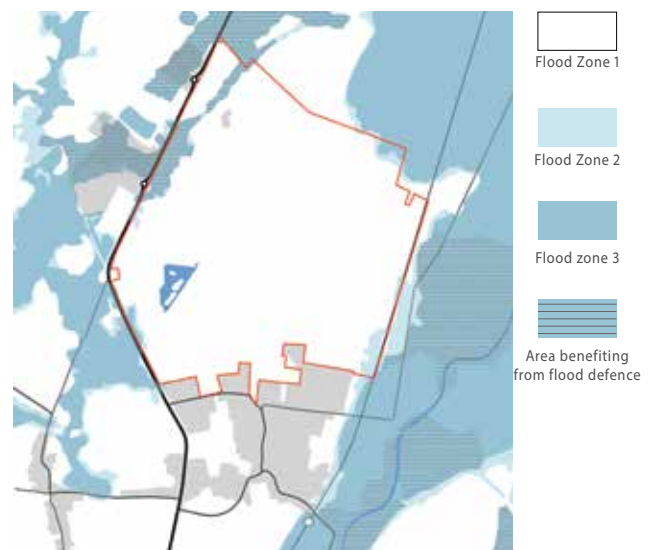 Flood Zone 1
Flood Zone 2
Flood zone 3
Area benefiting
from flood defence